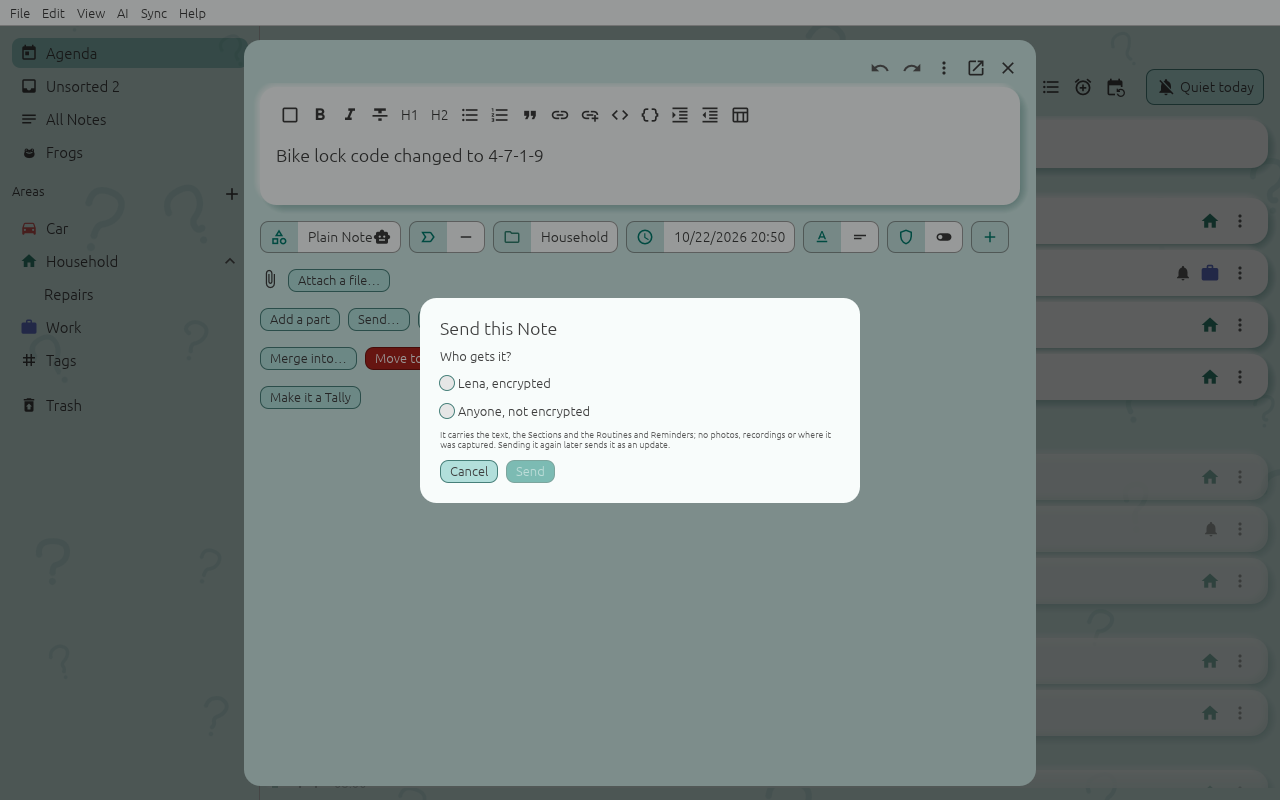 File Edit View AI Sync Help
Agenda
Unsorted 2
All Notes
Frogs
Areas
Car
Household
Repairs
Work
Tags
Trash
Quiet today
H1 H2
Bike lock code changed to 4-7-1-9
Plain Note
Household
10/22/2026 20:50
Attach a file...
Add a part
Send...
Merge into...
Move to
Make it a Tally
Send this Note
Who gets it?
Lena, encrypted
Anyone, not encrypted
It carries the text, the Sections and the Routines and Reminders; no photos, recordings or where it
was captured. Sending it again later sends it as an update.
Cancel
Send